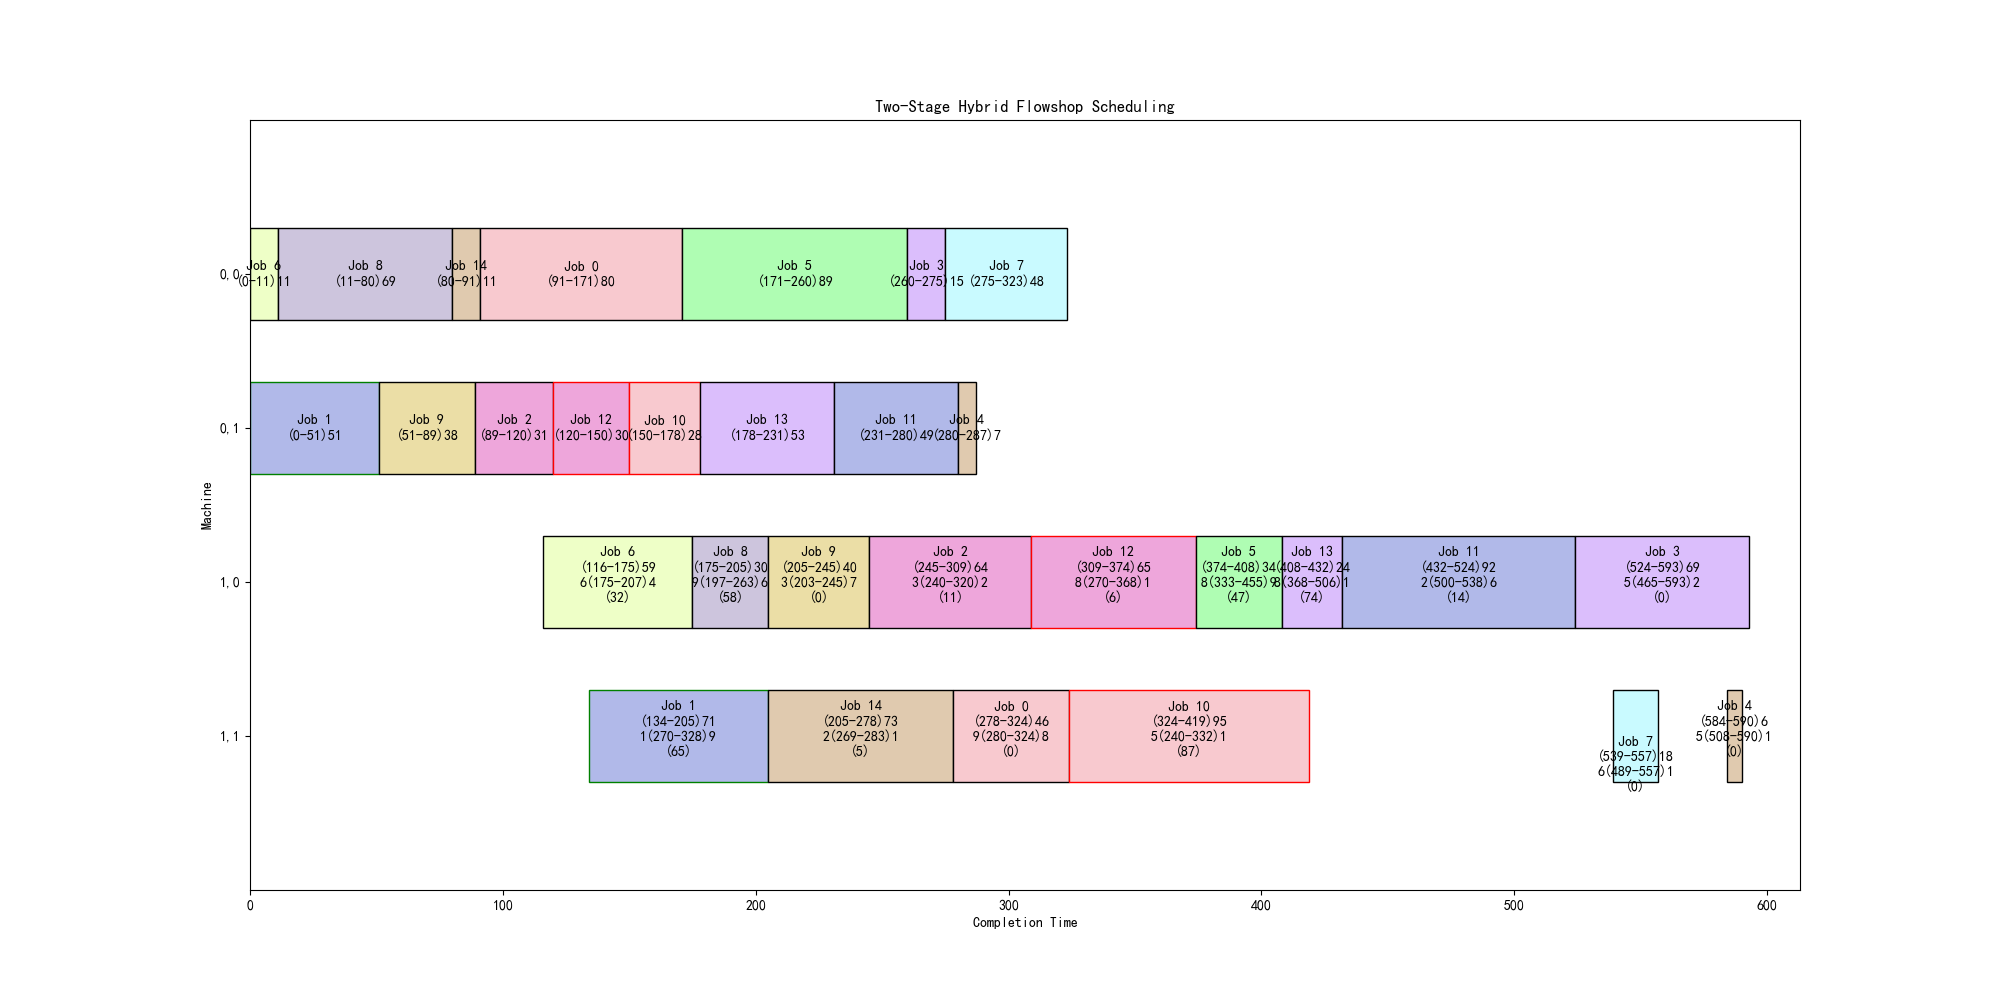 Two-Stage Hybrid Flowshop Scheduling
Machine
0,0
Job 6
(0-11)11
Job 8
(11-80)69
Job 14
(80-91)11
Job 0
(91-171)80
Job 5
(171-260)89
Job 3
(260-275)15
Job 7
(275-323)48
0,1
Job 1
(0-51)51
Job 9
(51-89)38
Job 2
(89-120)31
Job 12
(120-150)30
Job 10
(150-178)28
Job 13
(178-231)53
Job 11
(231-280)49
Job 4
(280-287)7
1,0
Job 6
(116-175)59
6(175-207)4
(32)
Job 8
(175-205)30
9(197-263)6
(58)
Job 9
(205-245)40
3(203-245)7
(0)
Job 2
(245-309)64
3(240-320)2
(11)
Job 12
(309-374)65
8(270-368)1
(6)
Job 5
(374-408)34
8(333-455)9
(47)
Job 13
(408-432)24
8(368-506)1
(74)
Job 11
(432-524)92
2(500-538)6
(14)
Job 3
(524-593)69
5(465-593)2
(0)
1,1
Job 1
(134-205)71
1(270-328)9
(65)
Job 14
(205-278)73
2(269-283)1
(5)
Job 0
(278-324)46
9(280-324)8
(0)
Job 10
(324-419)95
5(240-332)1
(87)
Job 7
(539-557)18
6(489-557)1
(0)
Job 4
(584-590)6
5(508-590)1
(0)
0
100
200
300
400
500
600
Completion Time